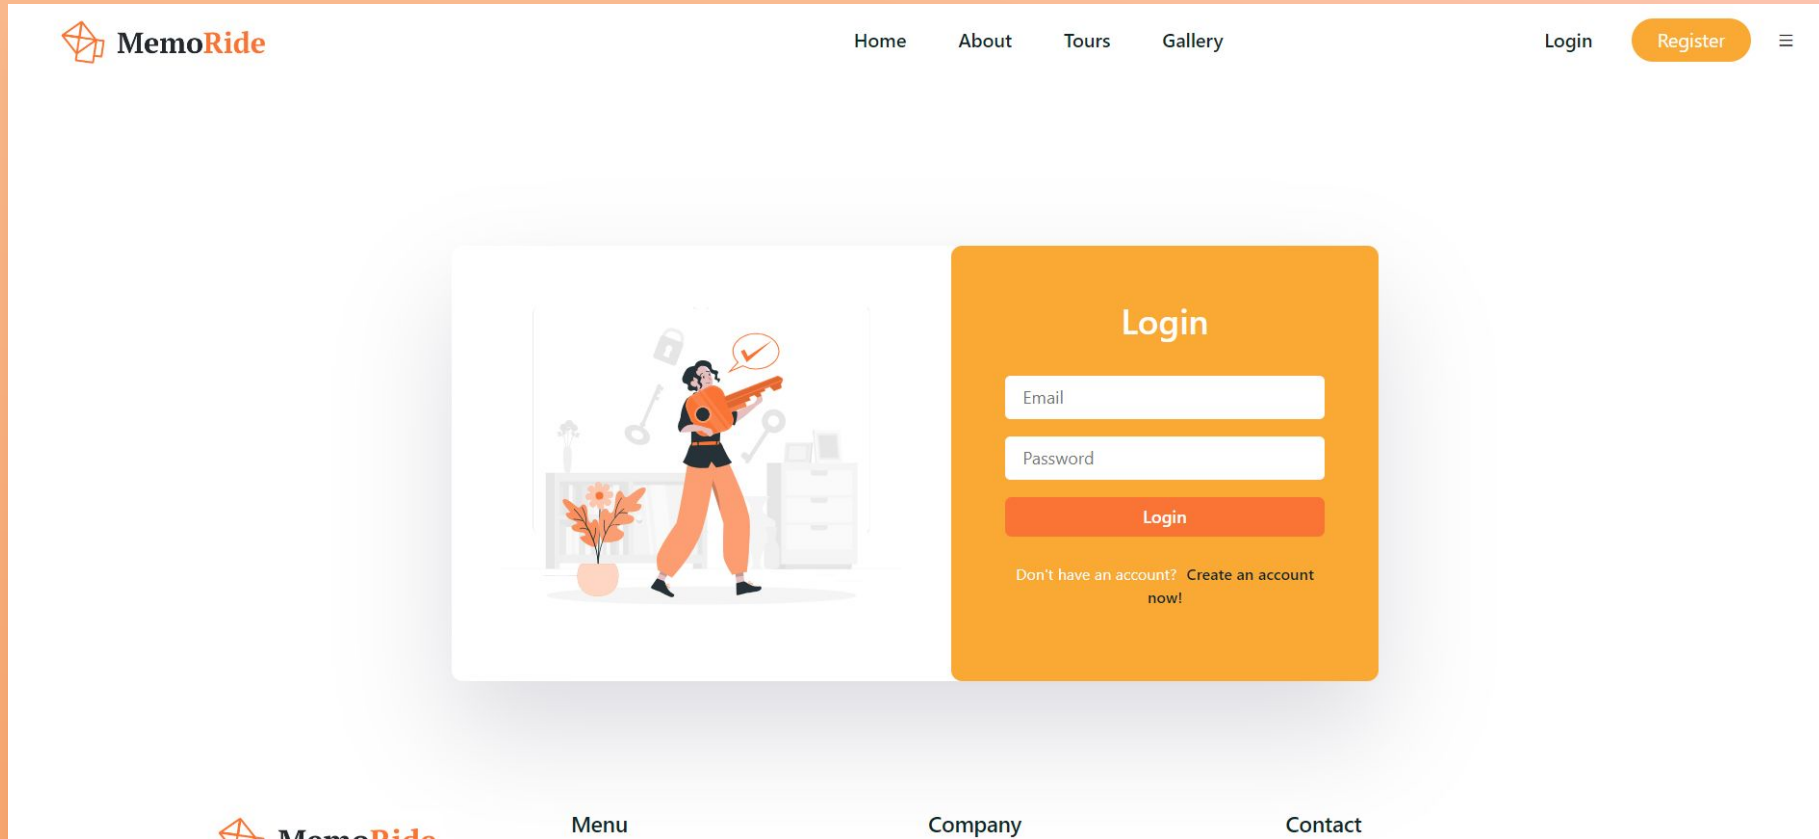 MemoRide
Home About Tours Gallery
Login Register
Login
Email
Password
Login
Don't have an account? Create an account
now!
MemoRide
Menu
Company
Contact